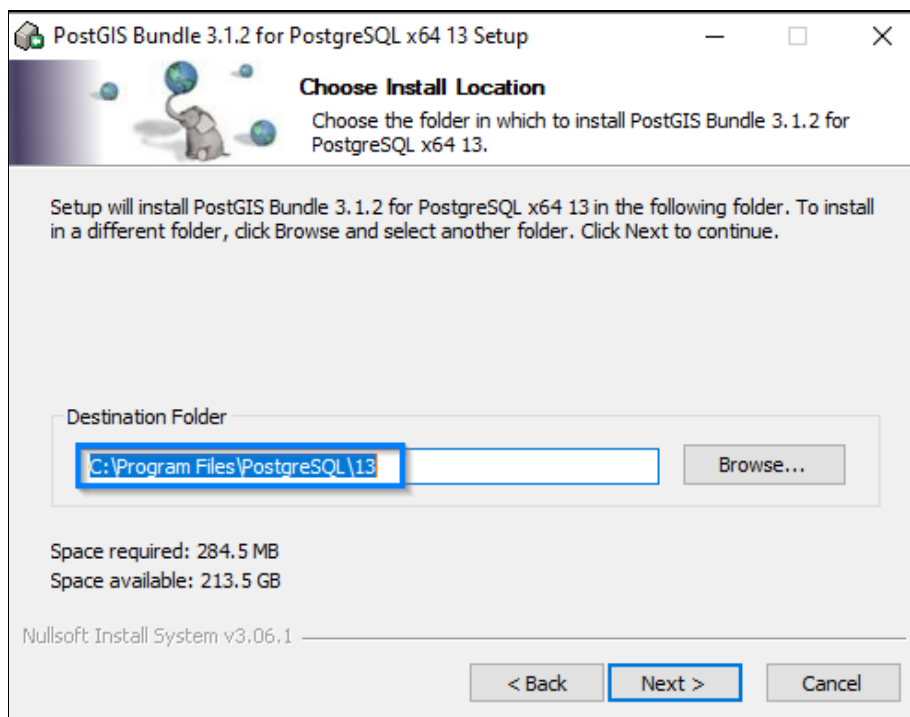 PostGIS Bundle 3.1.2 for PostgreSQL x64 13 Setup
Choose Install Location
Choose the folder in which to install PostGIS Bundle 3.1.2 for
PostgreSQL x64 13.
Setup will install PostGIS Bundle 3.1.2 for PostgreSQL x64 13 in the following folder. To install
in a different folder, click Browse and select another folder. Click Next to continue.
Destination Folder
C:\Program Files\PostgreSQL\13
Browse...
Space required: 284.5 MB
Space available: 213.5 GB
Nullsoft Install System v3.06.1
< Back
Next >
Cancel